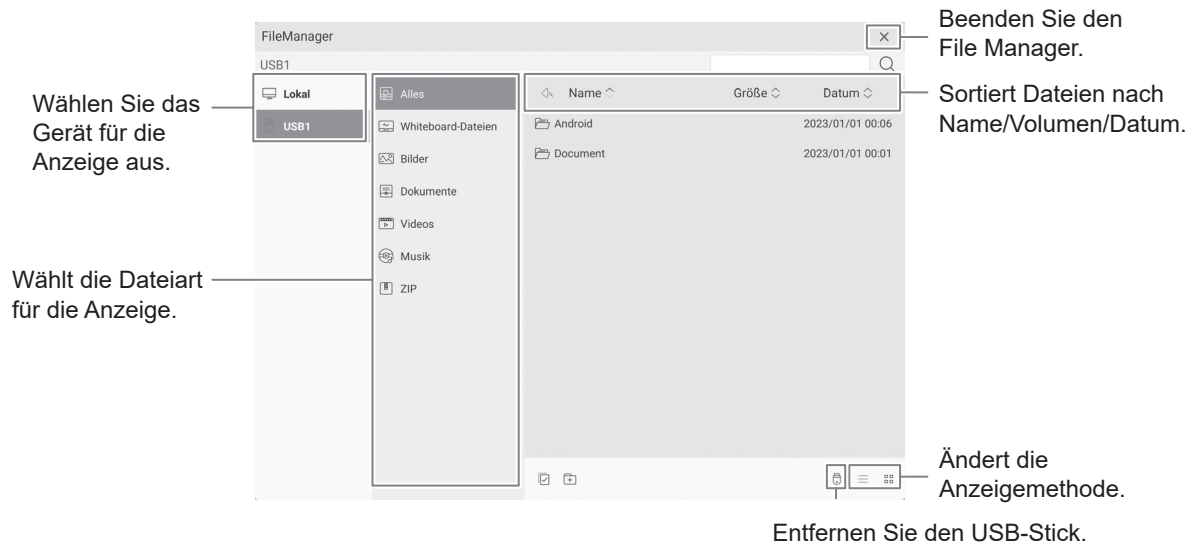 Beenden Sie den
File Manager.
FileManager
USB1
Wählen Sie das
Gerät für die
Anzeige aus.
Lokal
USB1
Alles
Whiteboard-Dateien
Bilder
Dokumente
Videos
Musik
ZIP
Name Größe Datum
Android 2023/01/01 00:06
Document 2023/01/01 00:01
Sortiert Dateien nach
Name/Volumen/Datum.
Wählt die Dateiart
für die Anzeige.
Ändert die
Anzeigemethode.
Entfernen Sie den USB-Stick.